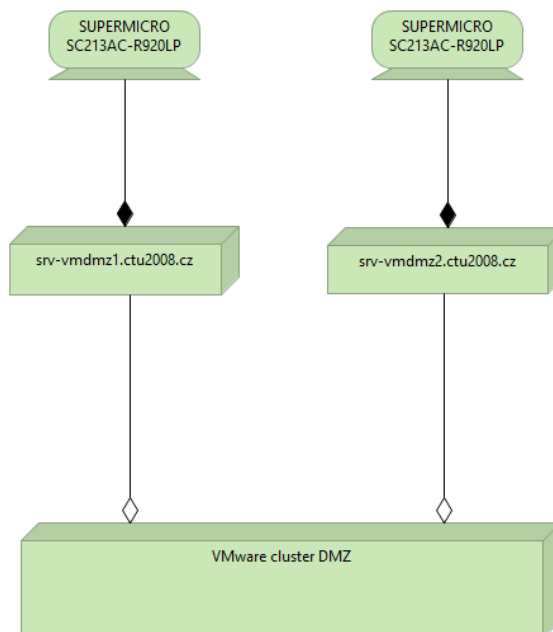 SUPERMICRO
SC213AC-R920LP
SUPERMICRO
SC213AC-R920LP
srv-vmdmz1.ctu2008.cz
srv-vmdmz2.ctu2008.cz
VMware cluster DMZ